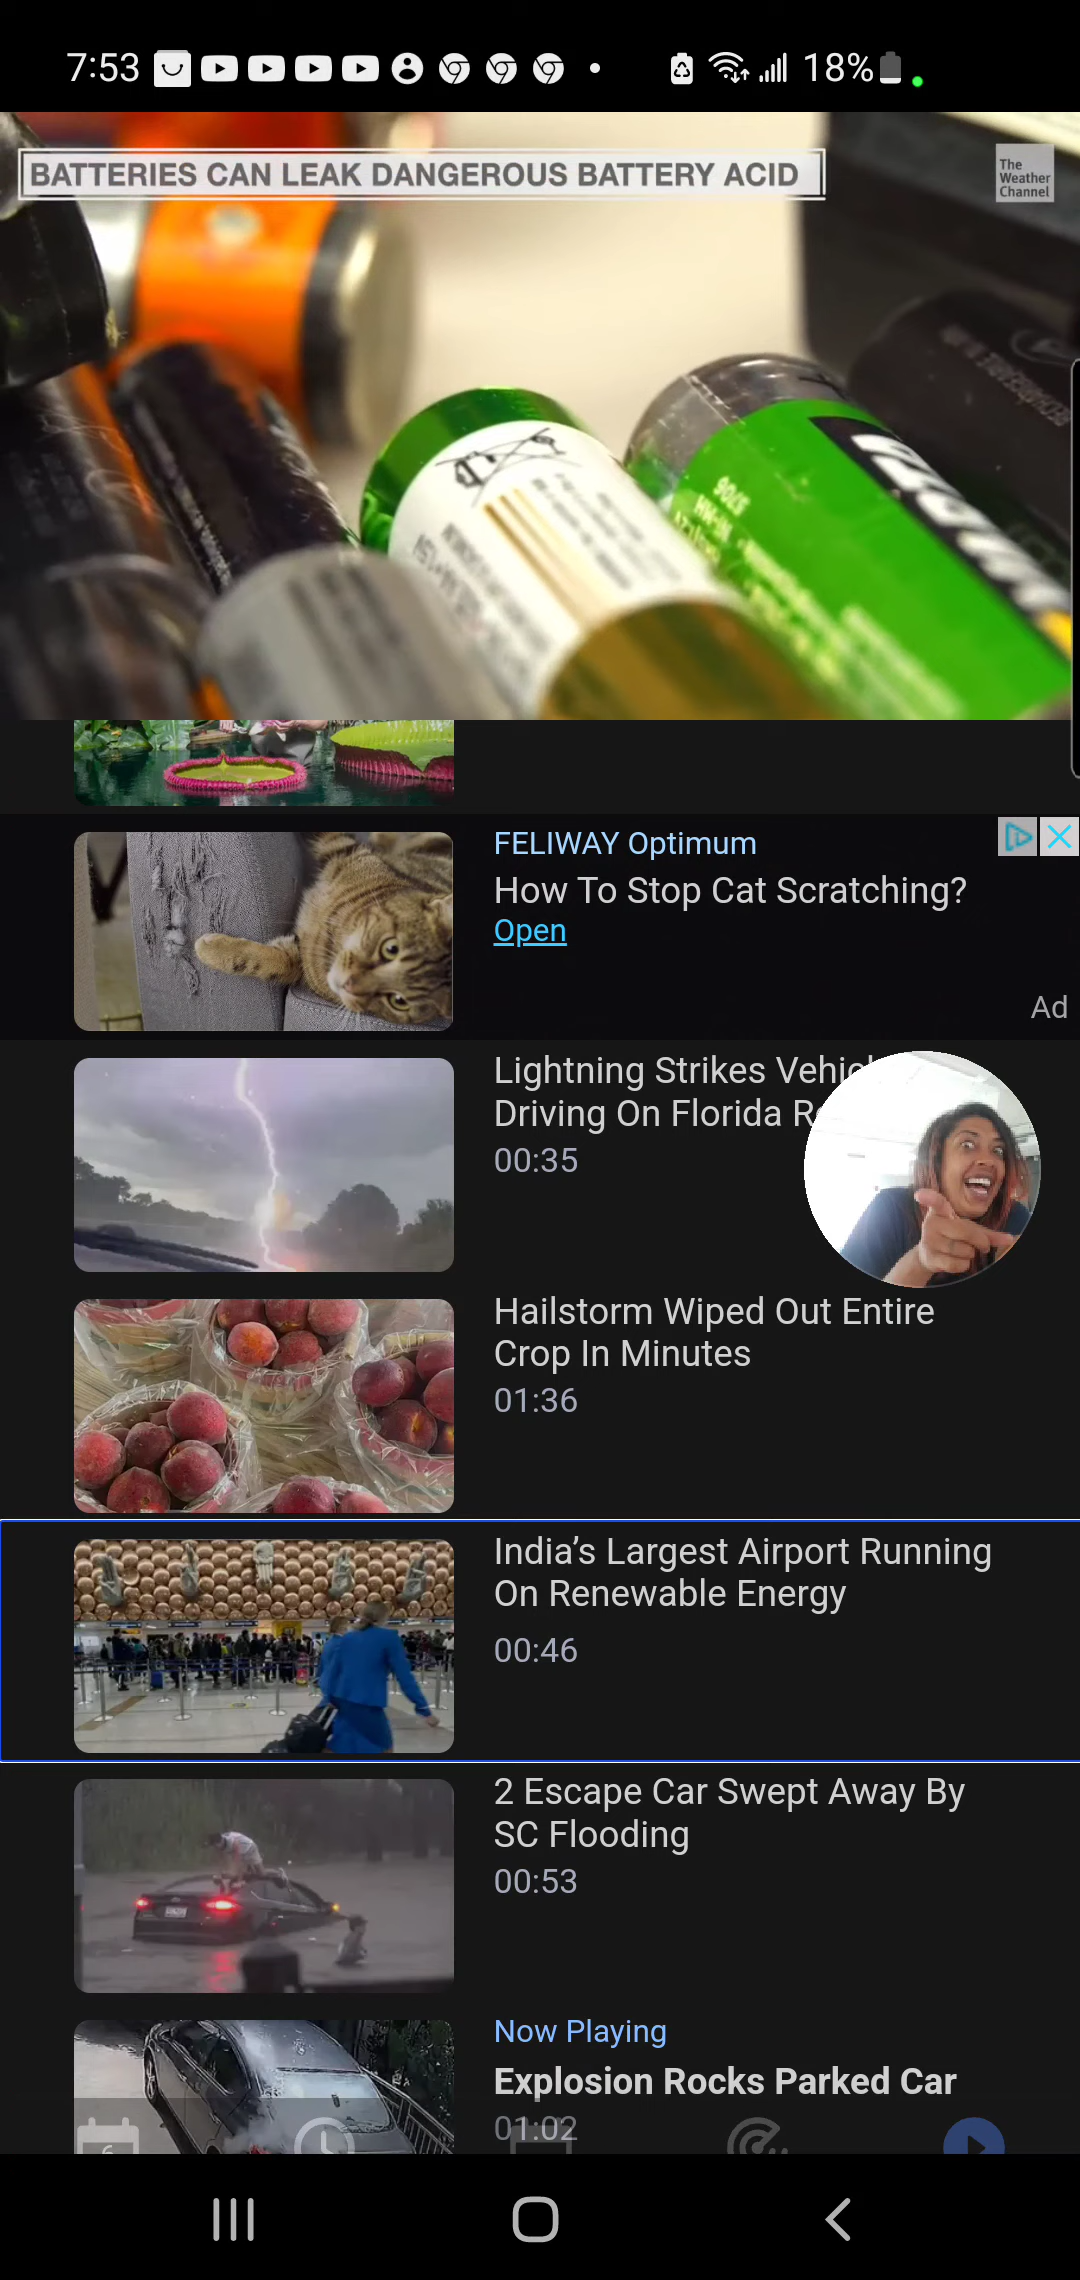 7:53
18%
BATTERIES CAN LEAK DANGEROUS BATTERY ACID
The
Weather
Channel
FELIWAY Optimum
How To Stop Cat Scratching?
Open
Ad
Lightning Strikes
Driving On Florida
00:35
Hailstorm Wiped Out Entire
Crop In Minutes
01:36
India’s Largest Airport Running
On Renewable Energy
00:46
2 Escape Car Swept Away By
SC Flooding
00:53
Now Playing
Explosion Rocks Parked Car
01:02